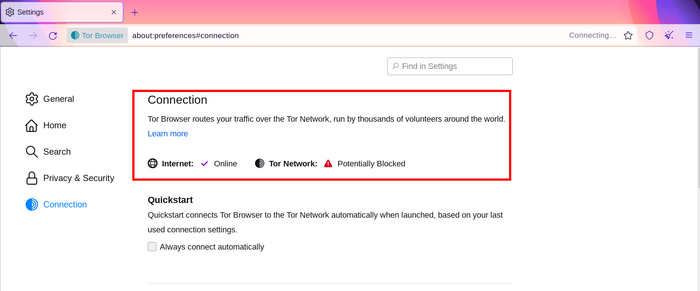 Settings
Tor Browser
about:preferences#connection
Connecting...
Find in Settings
General
Home
Search
Privacy & Security
Connection
Connection
Tor Browser routes your traffic over the Tor Network, run by thousands of volunteers around the world.
Learn more
Internet: Online Tor Network: Potentially Blocked
Quickstart
Quickstart connects Tor Browser to the Tor Network automatically when launched, based on your last
used connection settings.
Always connect automatically